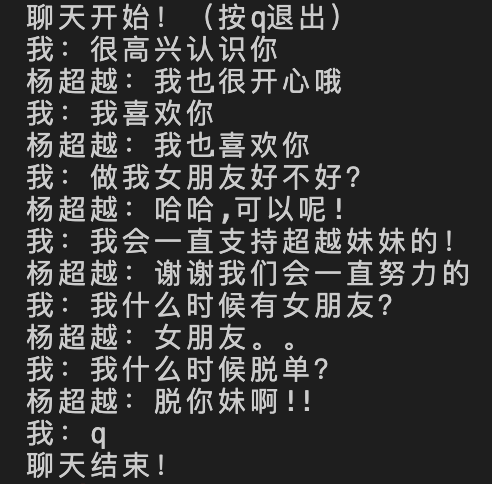 聊天开始! (按q退出)
我: 很高兴认识你
杨超越: 我也很开心哦
我: 我喜欢你
杨超越: 我也喜欢你
我: 做我女朋友好不好?
杨超越: 哈哈,可以呢!
我: 我会一直支持超越妹妹的!
杨超越: 谢谢我们会一直努力的
我: 我什么时候有女朋友?
杨超越: 女朋友。。
我: 我什么时候脱单?
杨超越: 脱你妹啊!!
我: q
聊天结束!